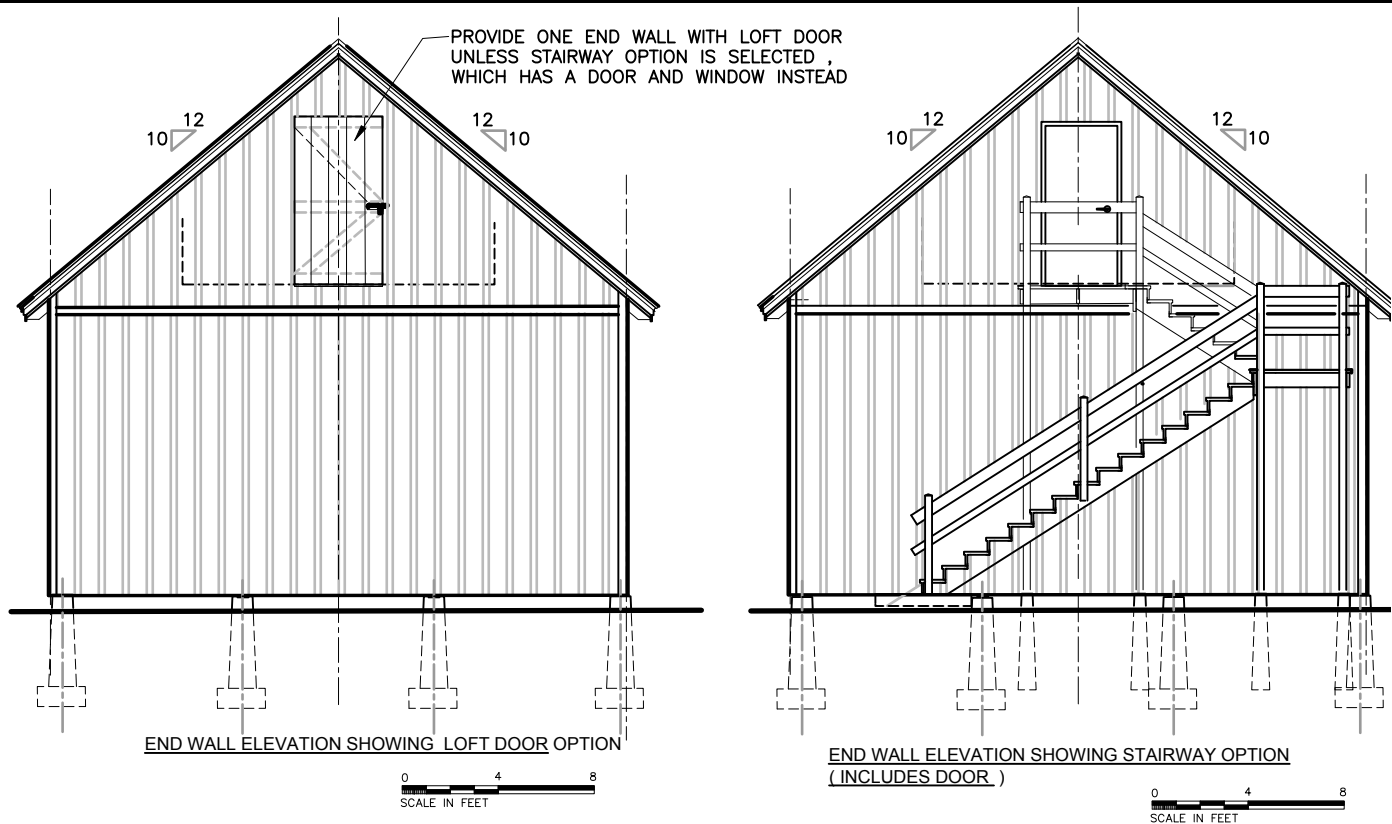 PROVIDE ONE END WALL WITH LOFT DOOR
UNLESS STAIRWAY OPTION IS SELECTED ,
WHICH HAS A DOOR AND WINDOW INSTEAD
12
10
12
10
12
10
12
10
END WALL ELEVATION SHOWING LOFT DOOR OPTION
0 4 8
SCALE IN FEET
END WALL ELEVATION SHOWING STAIRWAY OPTION
( INCLUDES DOOR )
0 4 8
SCALE IN FEET